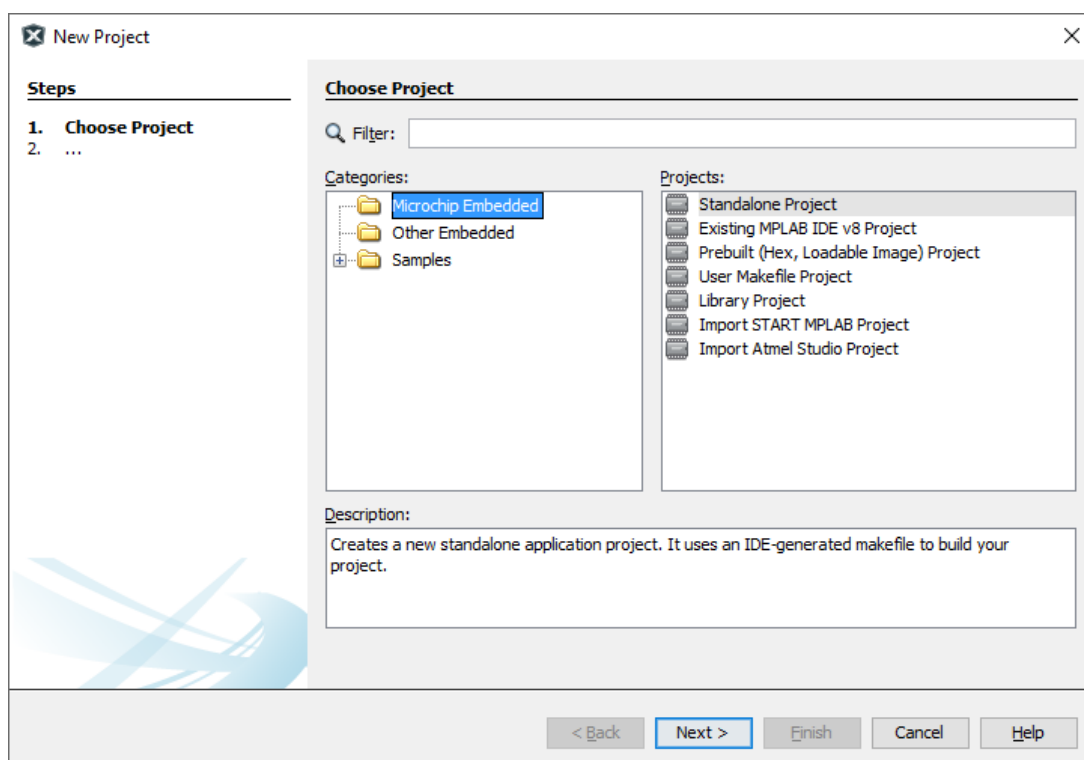 New Project
Steps
1. Choose Project
2. ...
Choose Project
Filter:
Categories:
Microchip Embedded
Other Embedded
Samples
Projects:
Standalone Project
Existing MPLAB IDE v8 Project
Prebuilt (Hex, Loadable Image) Project
User Makefile Project
Library Project
Import START MPLAB Project
Import Atmel Studio Project
Description:
Creates a new standalone application project. It uses an IDE-generated makefile to build your
project.
< Back
Next >
Finish
Cancel
Help